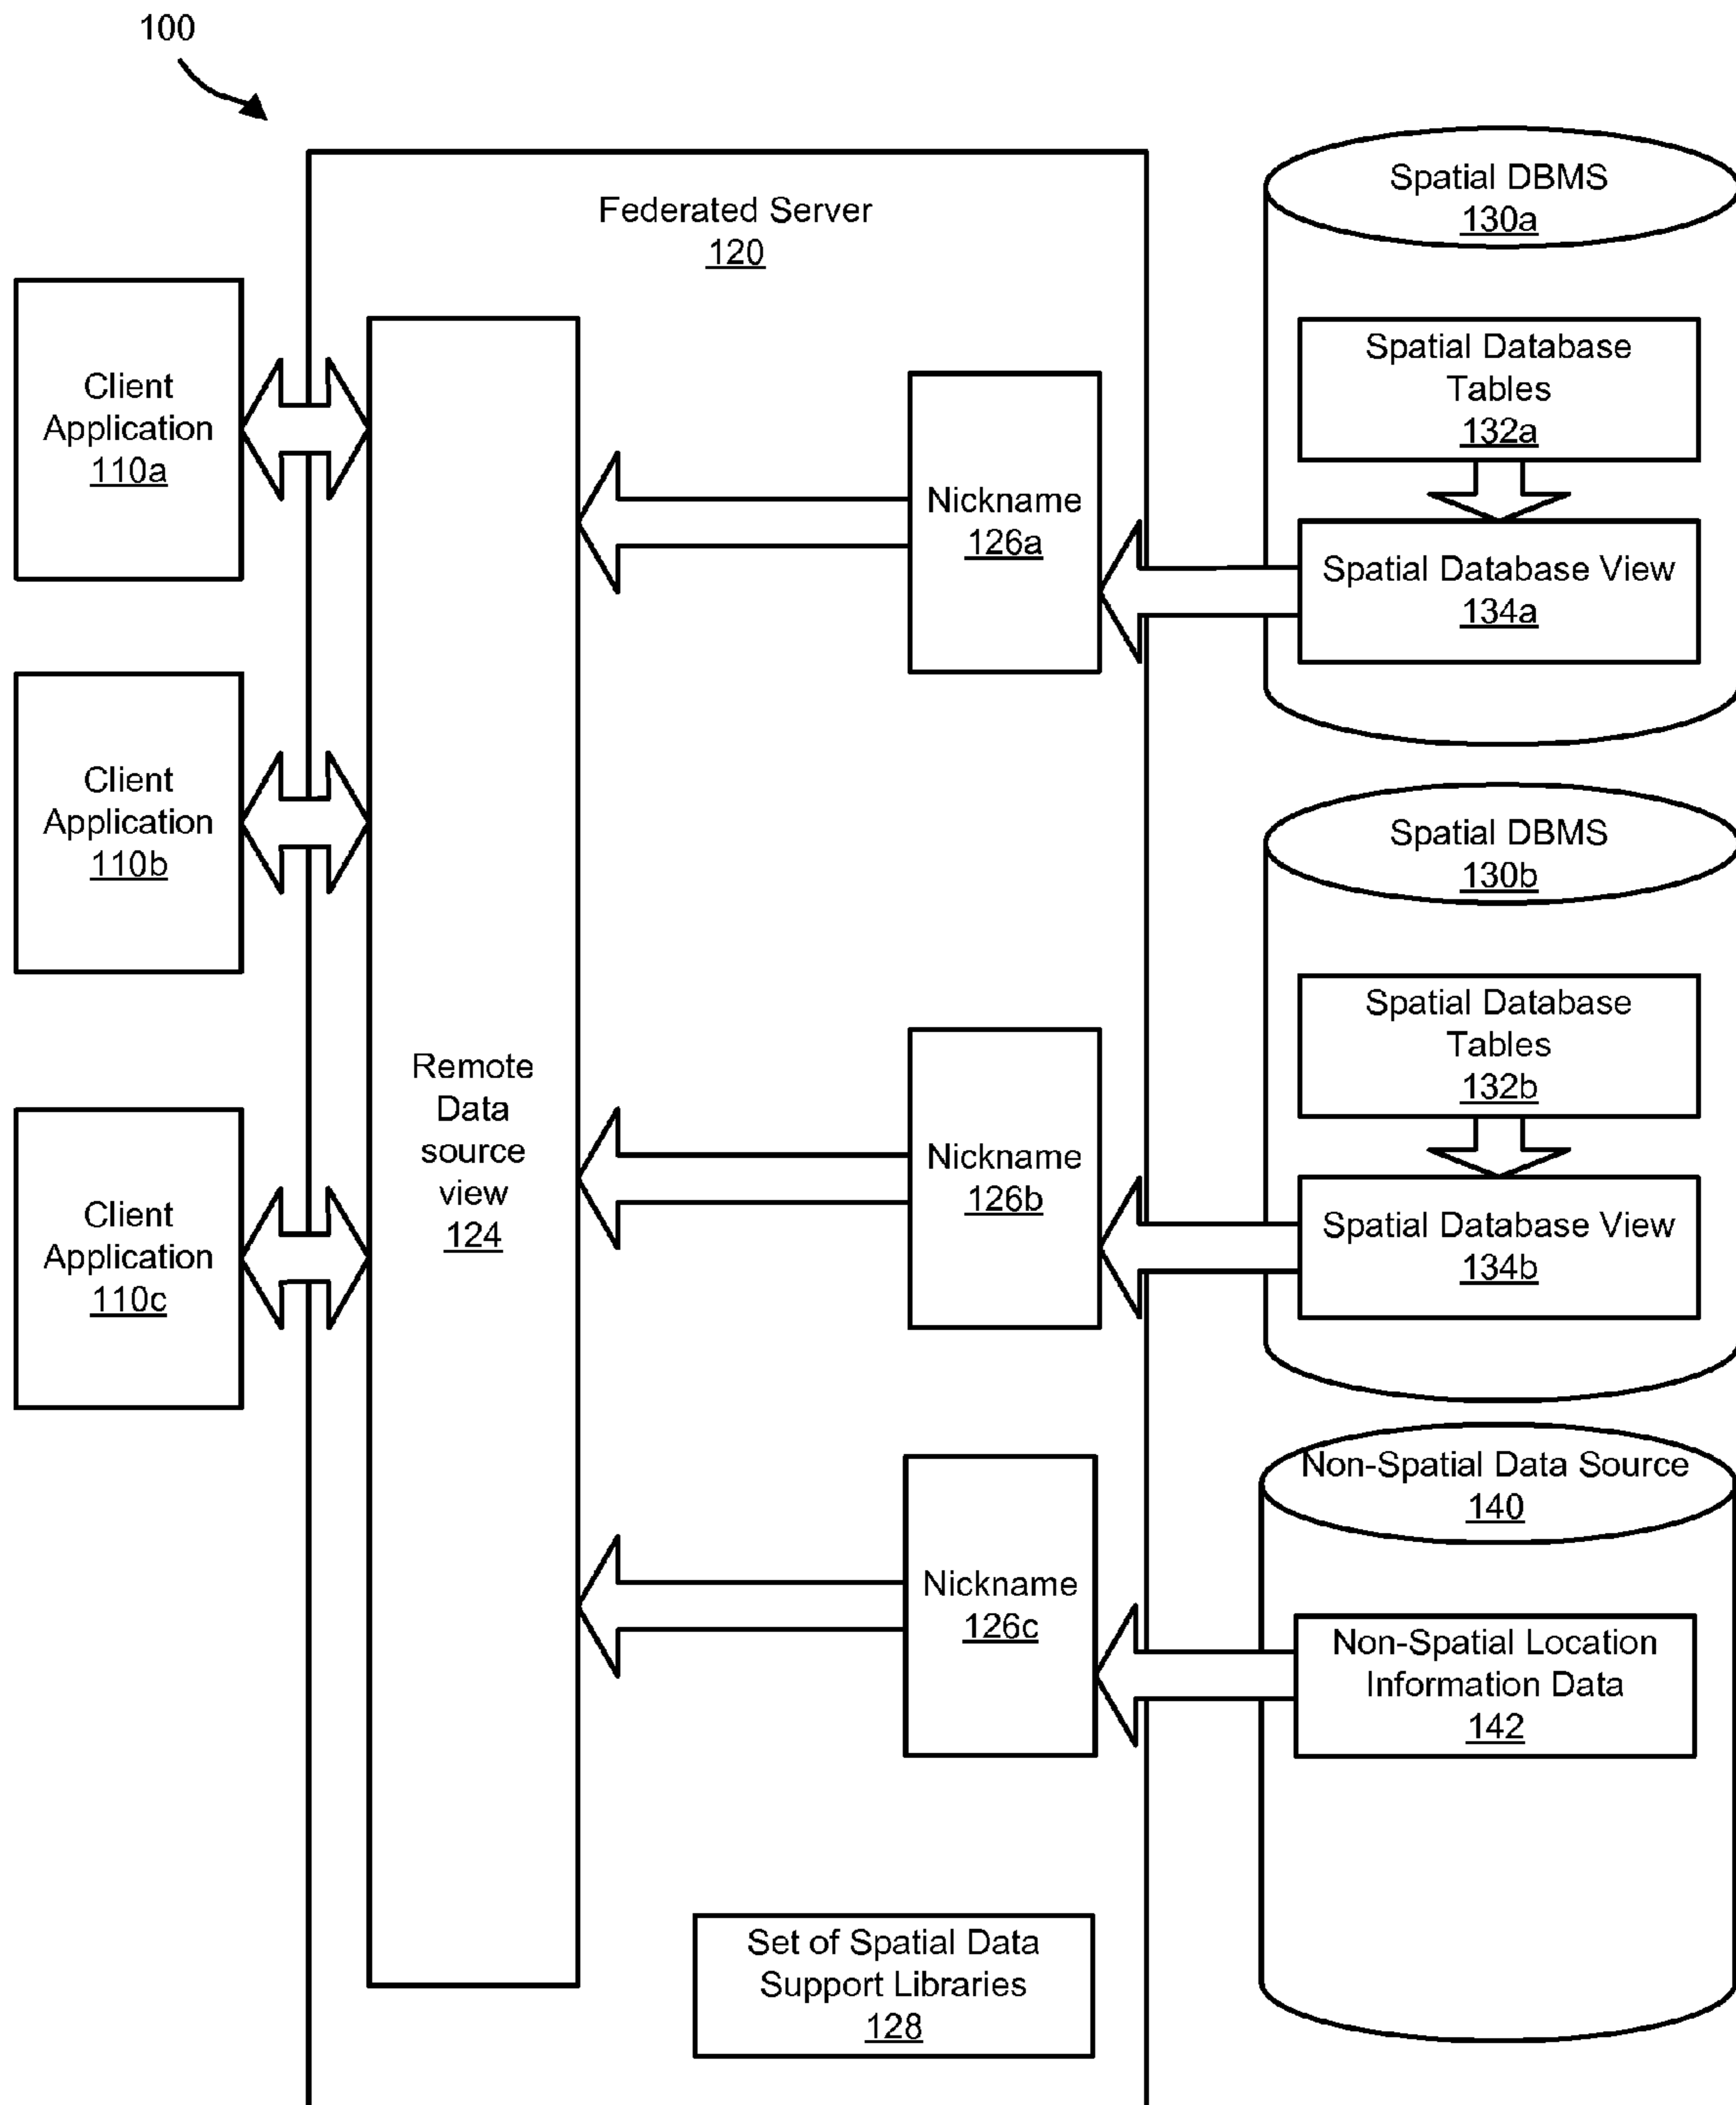 100
Federated Server
120
Spatial DBMS
130a
Client
Application
110a
Spatial Database
Tables
132a
Nickname
126a
Spatial Database View
134a
Client
Application
110b
Spatial DBMS
130b
Spatial Database
Tables
132b
Remote
Data
source
view
124
Nickname
126b
Client
Application
110c
Spatial Database View
134b
Non-Spatial Data Source
140
Nickname
126c
Non-Spatial Location
Information Data
142
Set of Spatial Data
Support Libraries
128